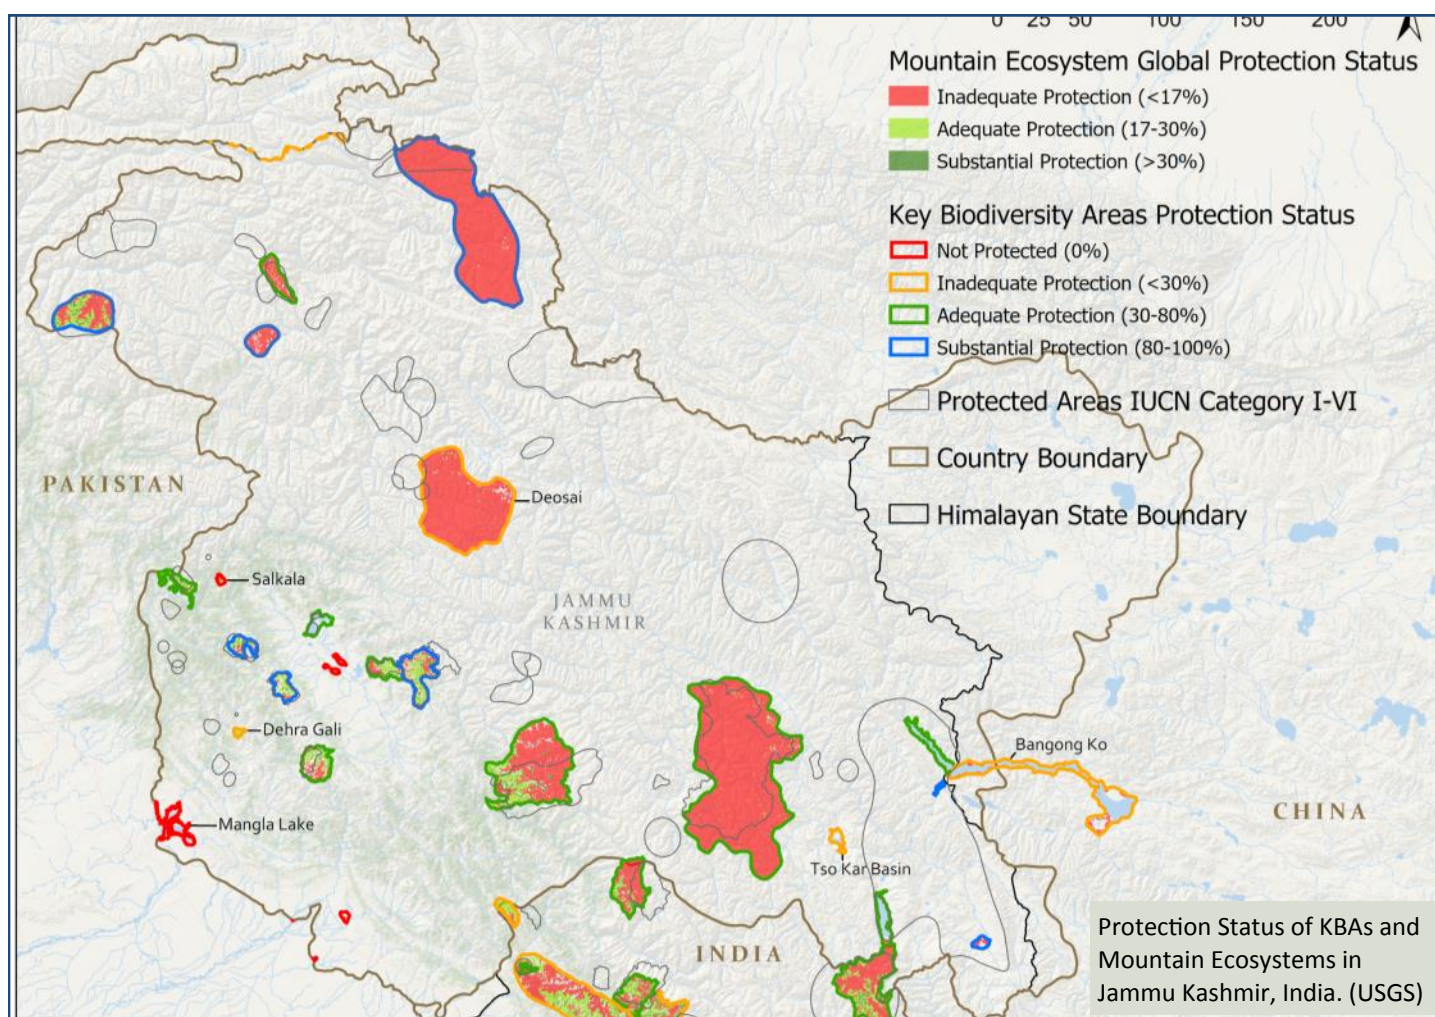 0 25 50 100 150 200
Mountain Ecosystem Global Protection Status
Inadequate Protection (<17%)
Adequate Protection (17-30%)
Substantial Protection (>30%)
Key Biodiversity Areas Protection Status
Not Protected (0%)
Inadequate Protection (<30%)
Adequate Protection (30-80%)
Substantial Protection (80-100%)
Protected Areas IUCN Category I-VI
Country Boundary
Himalayan State Boundary
PAKISTAN
Deosai
Salkala
JAMMU
KASHMIR
Dehra Gali
Bangong Ko
Mangla Lake
CHINA
Tso Kar Basin
INDIA
Protection Status of KBAs and
Mountain Ecosystems in
Jammu Kashmir, India. (USGS)